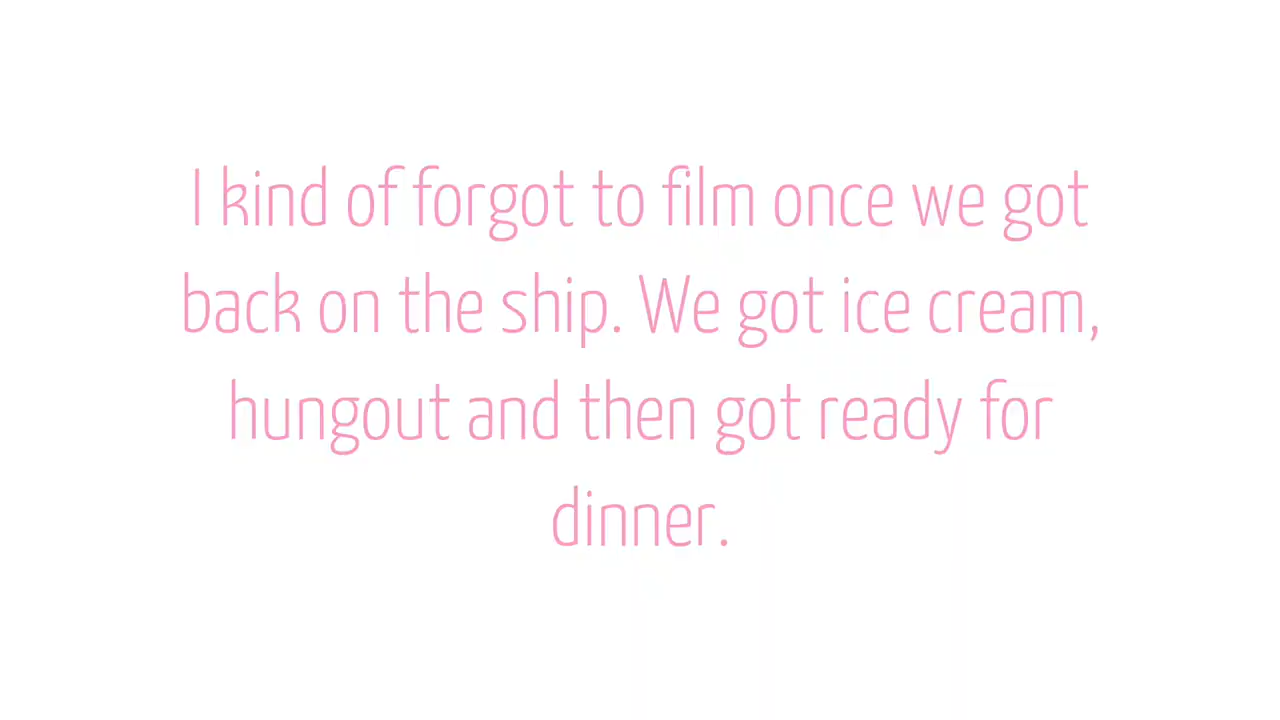 I kind of forgot to film once we got
back on the ship. We got ice cream,
hungout and then got ready for
dinner.